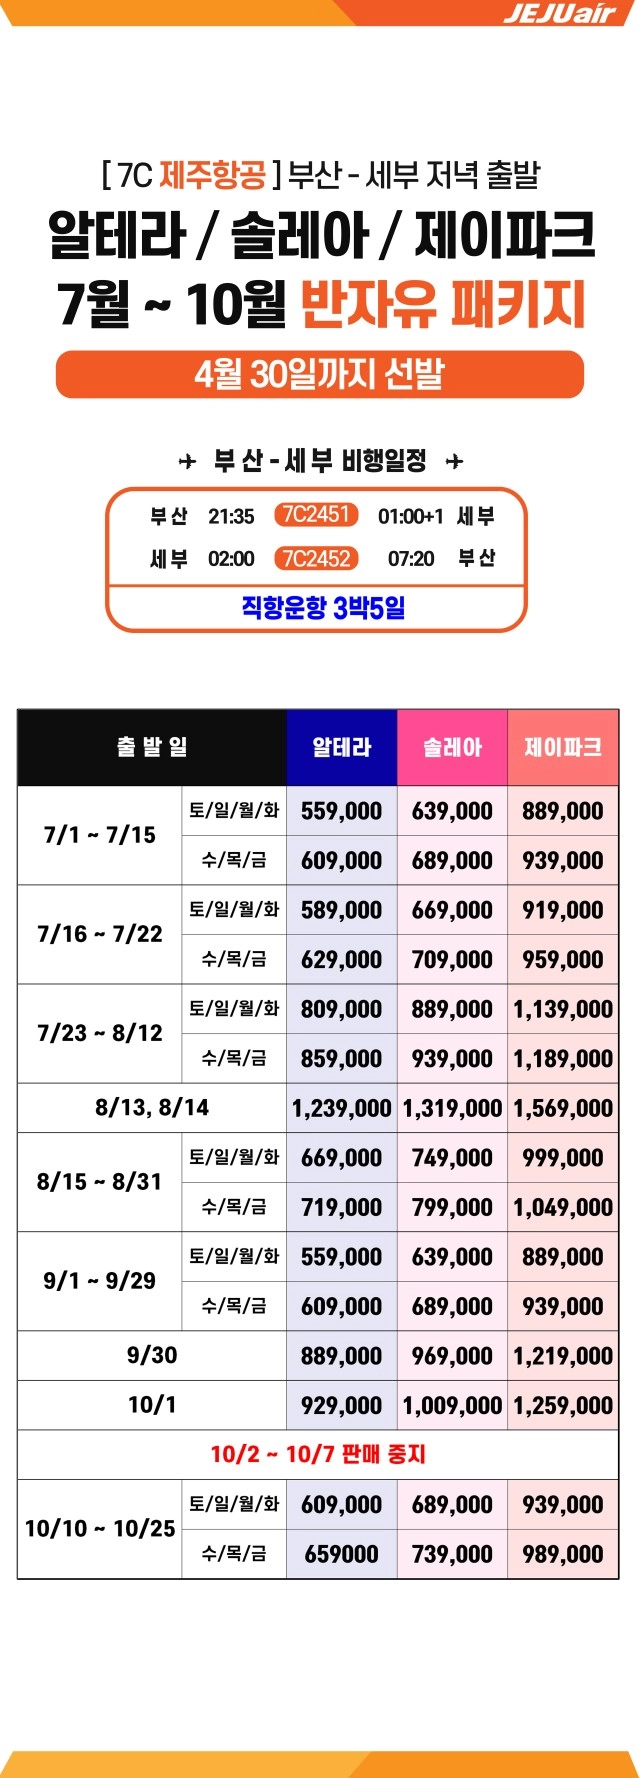 JEJUair
[ 7C 제주항공 ] 부산 - 세부 저녁 출발
알테라 / 솔레아 / 제이파크
7월 ~ 10월 반자유 패키지
4월 30일까지 선발
부산 - 세부 비행일정
부산 21:35 7C2451 01:00+1 세부
세부 02:00 7C2452 07:20 부산
직항운항 3박5일
출발일 알테라 솔레아 제이파크
7/1 ~ 7/15 토/일/월/화 559,000 639,000 889,000
수/목/금 609,000 689,000 939,000
7/16 ~ 7/22 토/일/월/화 589,000 669,000 919,000
수/목/금 629,000 709,000 959,000
7/23 ~ 8/12 토/일/월/화 809,000 889,000 1,139,000
수/목/금 859,000 939,000 1,189,000
8/13, 8/14 1,239,000 1,319,000 1,569,000
8/15 ~ 8/31 토/일/월/화 669,000 749,000 999,000
수/목/금 719,000 799,000 1,049,000
9/1 ~ 9/29 토/일/월/화 559,000 639,000 889,000
수/목/금 609,000 689,000 939,000
9/30 889,000 969,000 1,219,000
10/1 929,000 1,009,000 1,259,000
10/2 ~ 10/7 판매 중지
10/10 ~ 10/25 토/일/월/화 609,000 689,000 939,000
수/목/금 659000 739,000 989,000